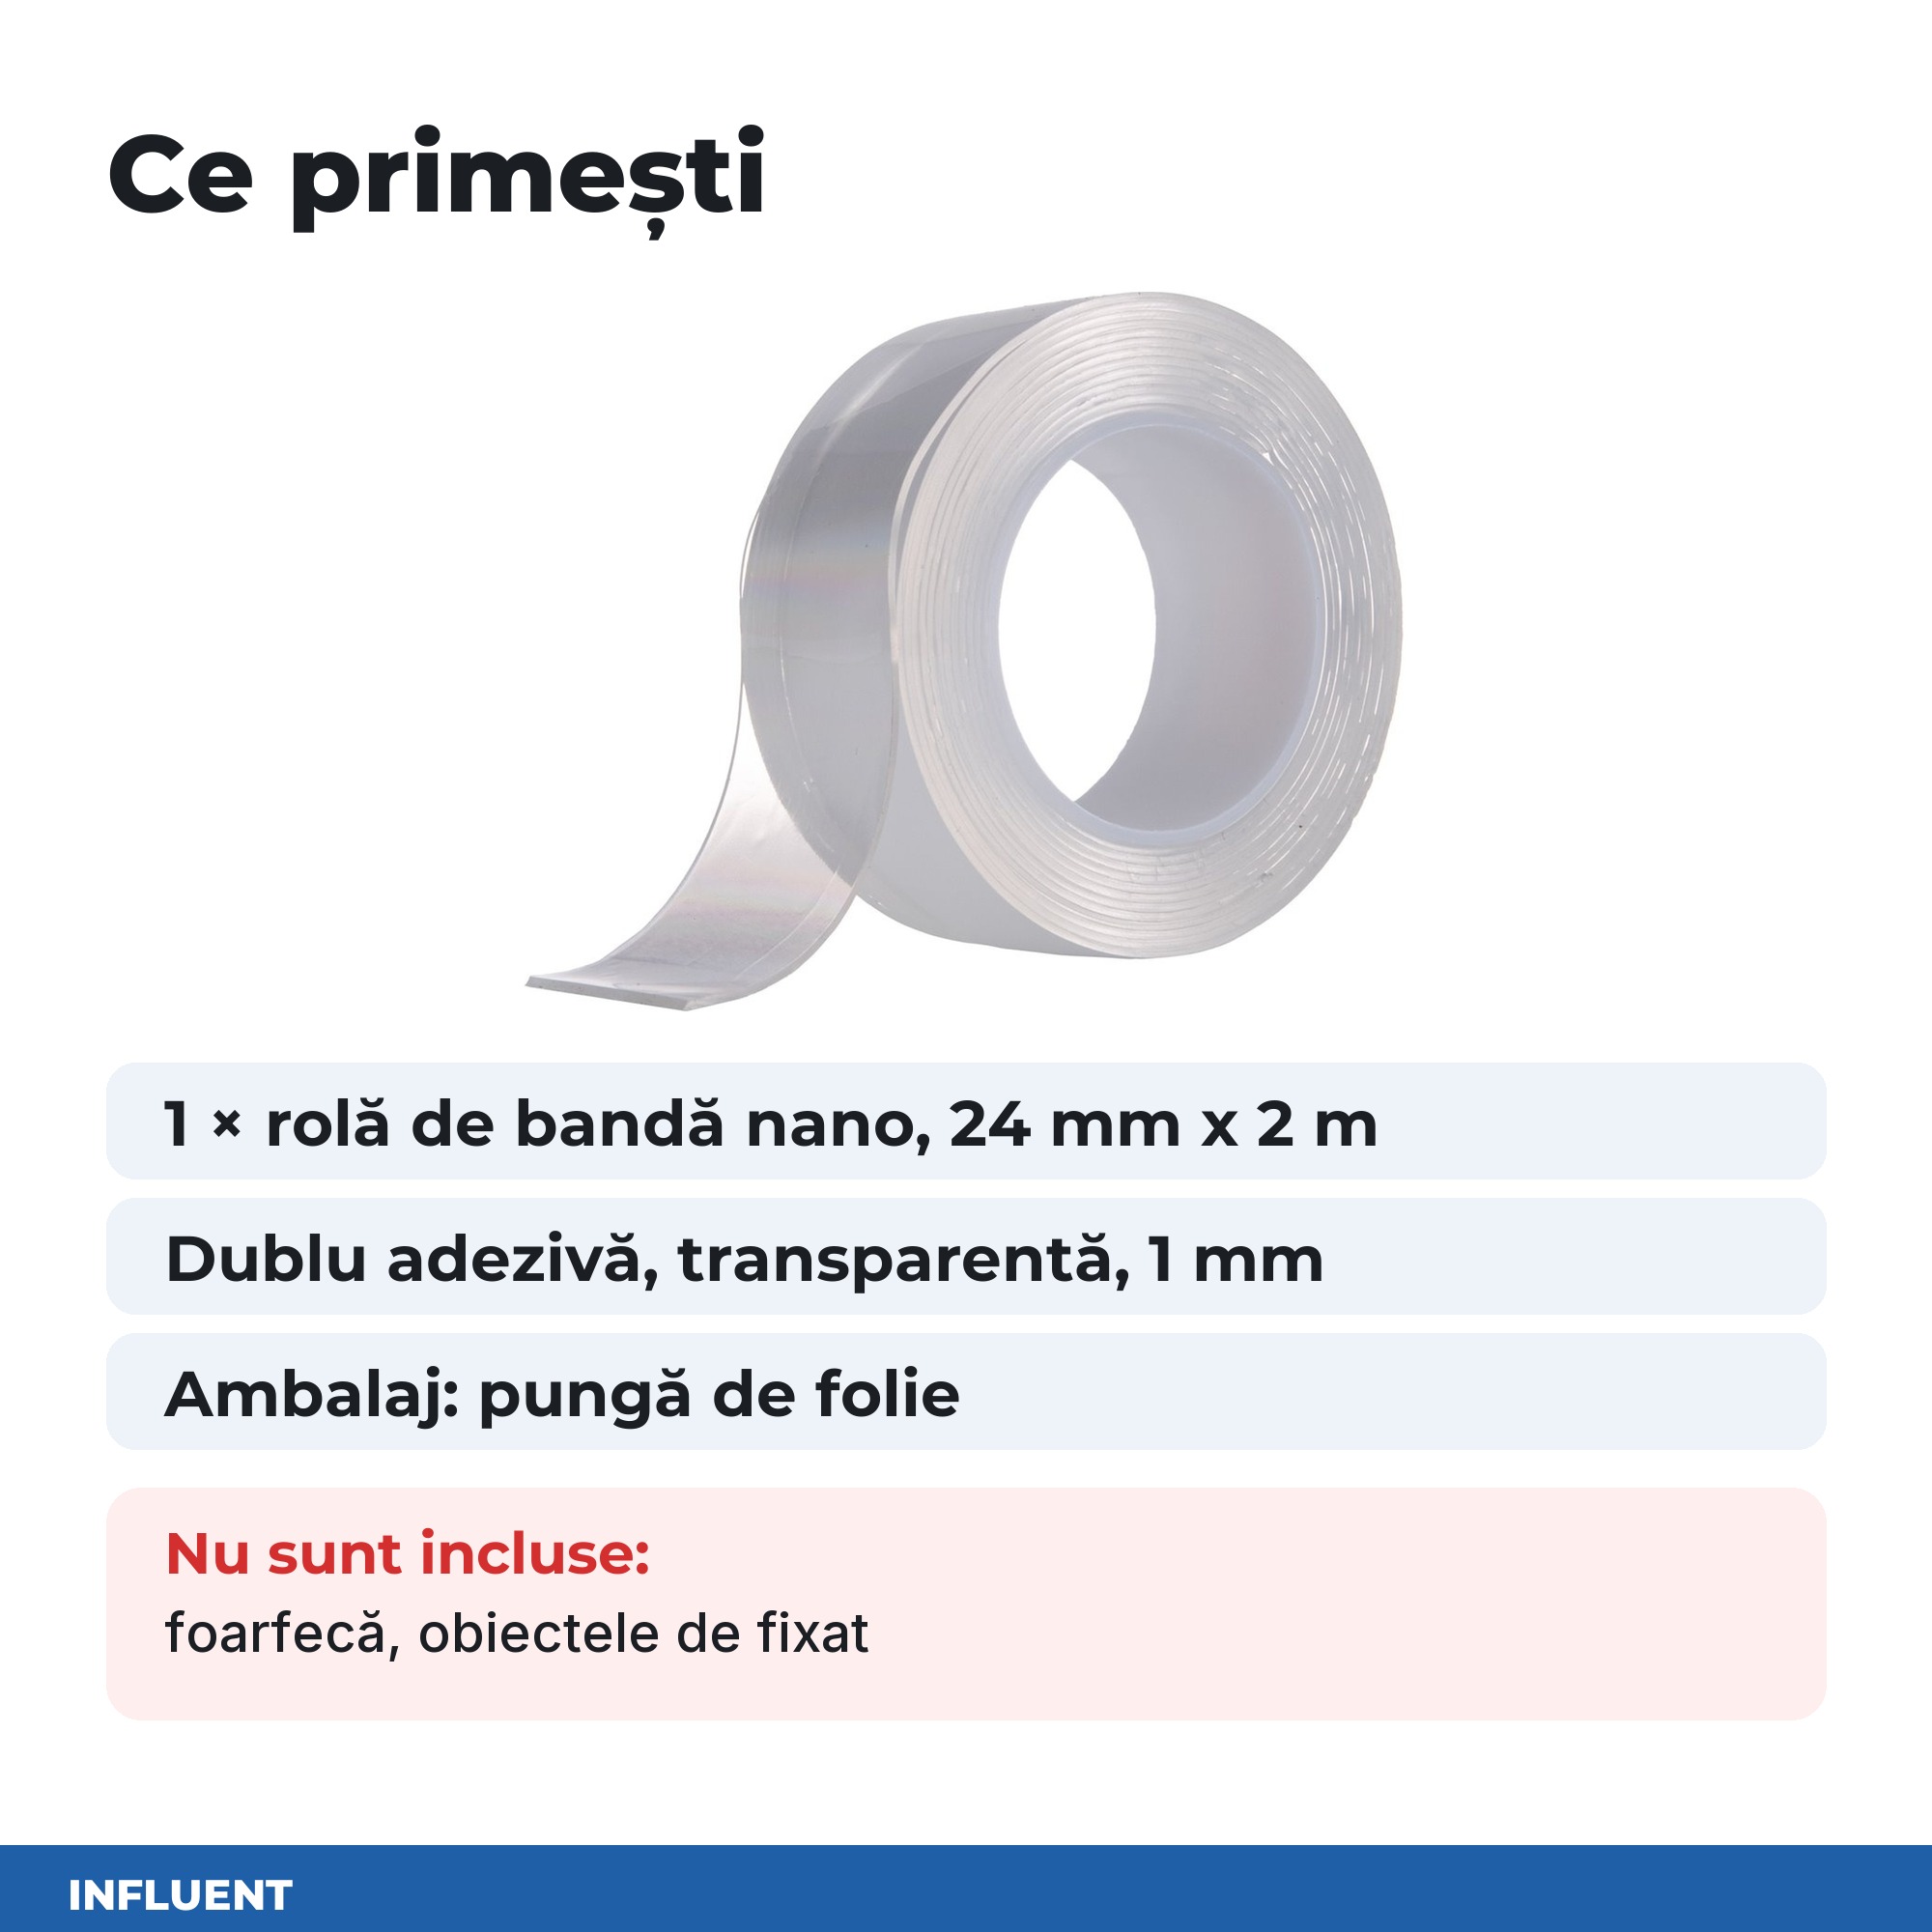 Ce primești
1 × rolă de bandă nano, 24 mm x 2 m
Dublu adezivă, transparentă, 1 mm
Ambalaj: pungă de folie
Nu sunt incluse:
foarfecă, obiectele de fixat
INFLUENT